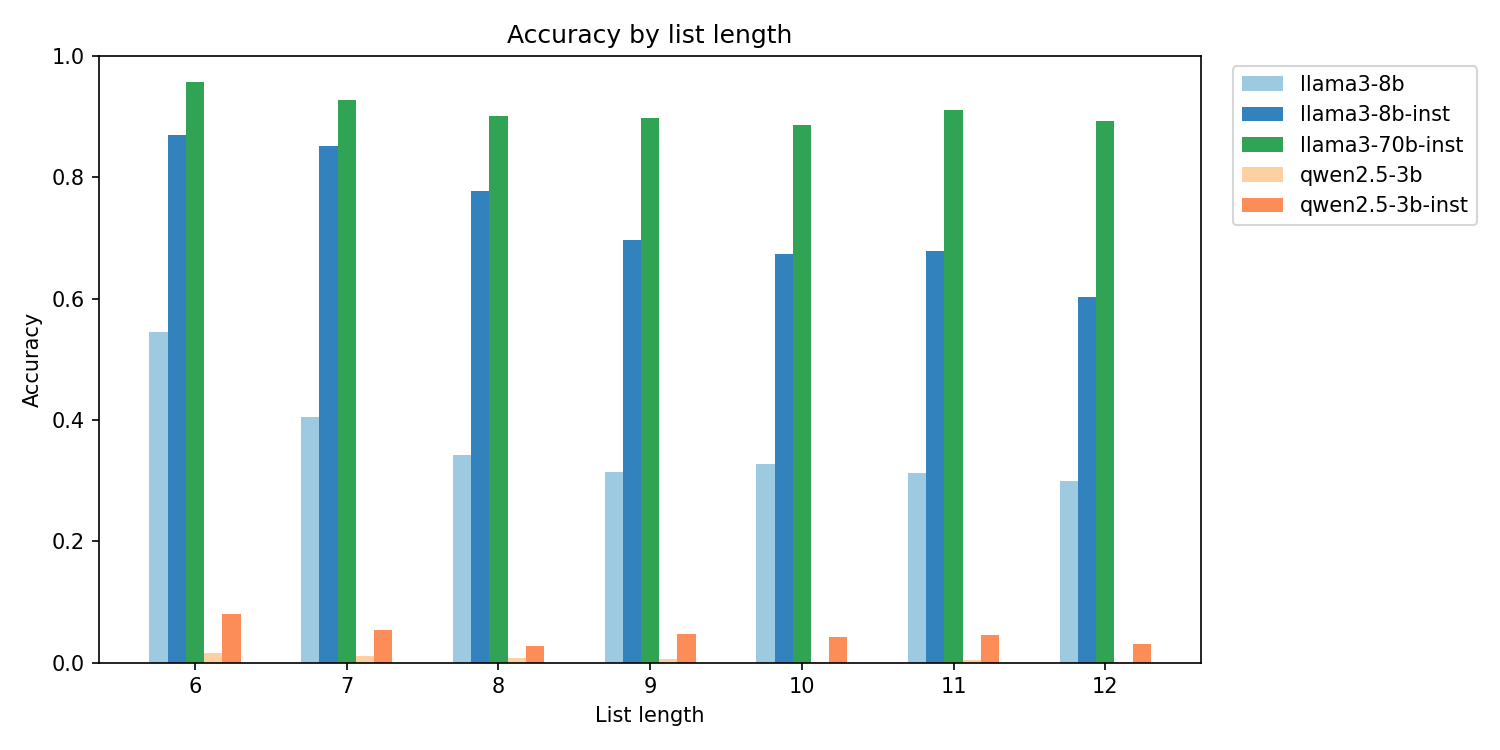 Accuracy by list length
1.0
0.8
0.6
0.4
0.2
0.0
Accuracy
6 7 8 9 10 11 12
List length
llama3-8b
llama3-8b-inst
llama3-70b-inst
qwen2.5-3b
qwen2.5-3b-inst